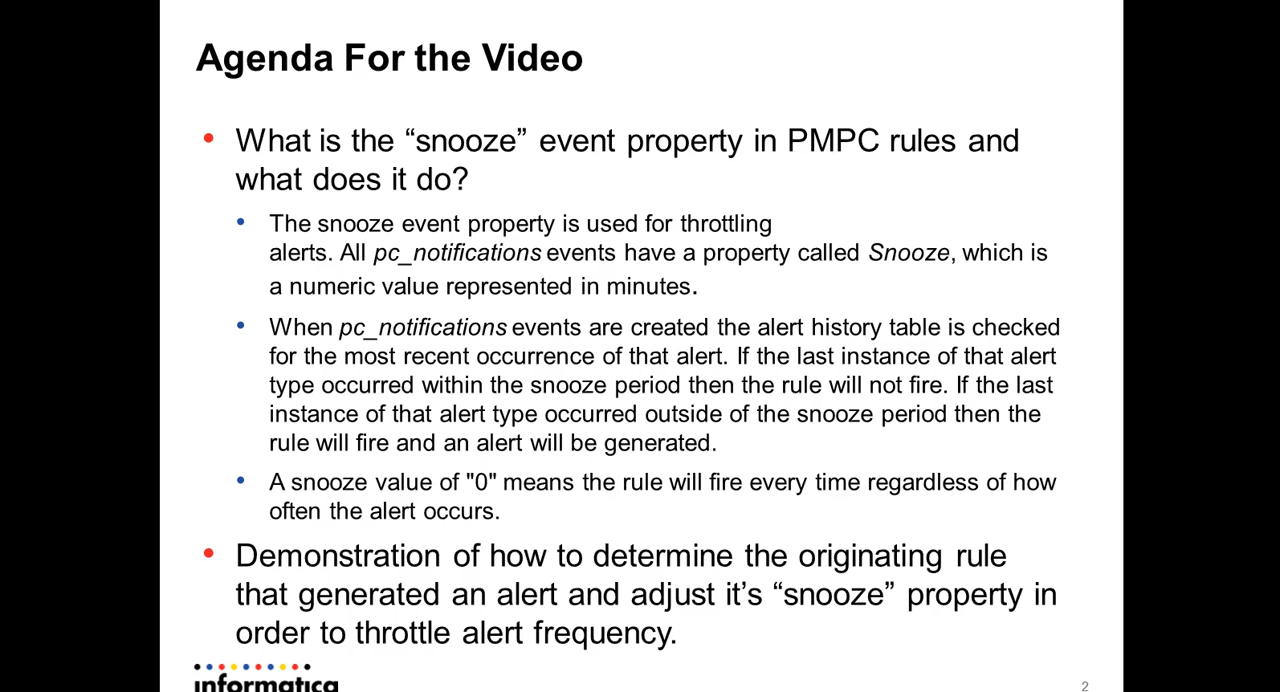 Agenda For the Video
• What is the “snooze” event property in PMPC rules and
what does it do?
• The snooze event property is used for throttling
alerts. All pc_notifications events have a property called Snooze, which is
a numeric value represented in minutes.
• When pc_notifications events are created the alert history table is checked
for the most recent occurrence of that alert. If the last instance of that alert
type occurred within the snooze period then the rule will not fire. If the last
instance of that alert type occurred outside of the snooze period then the
rule will fire and an alert will be generated.
• A snooze value of "0" means the rule will fire every time regardless of how
often the alert occurs.
• Demonstration of how to determine the originating rule
that generated an alert and adjust it’s “snooze” property in
order to throttle alert frequency.
informatica
2